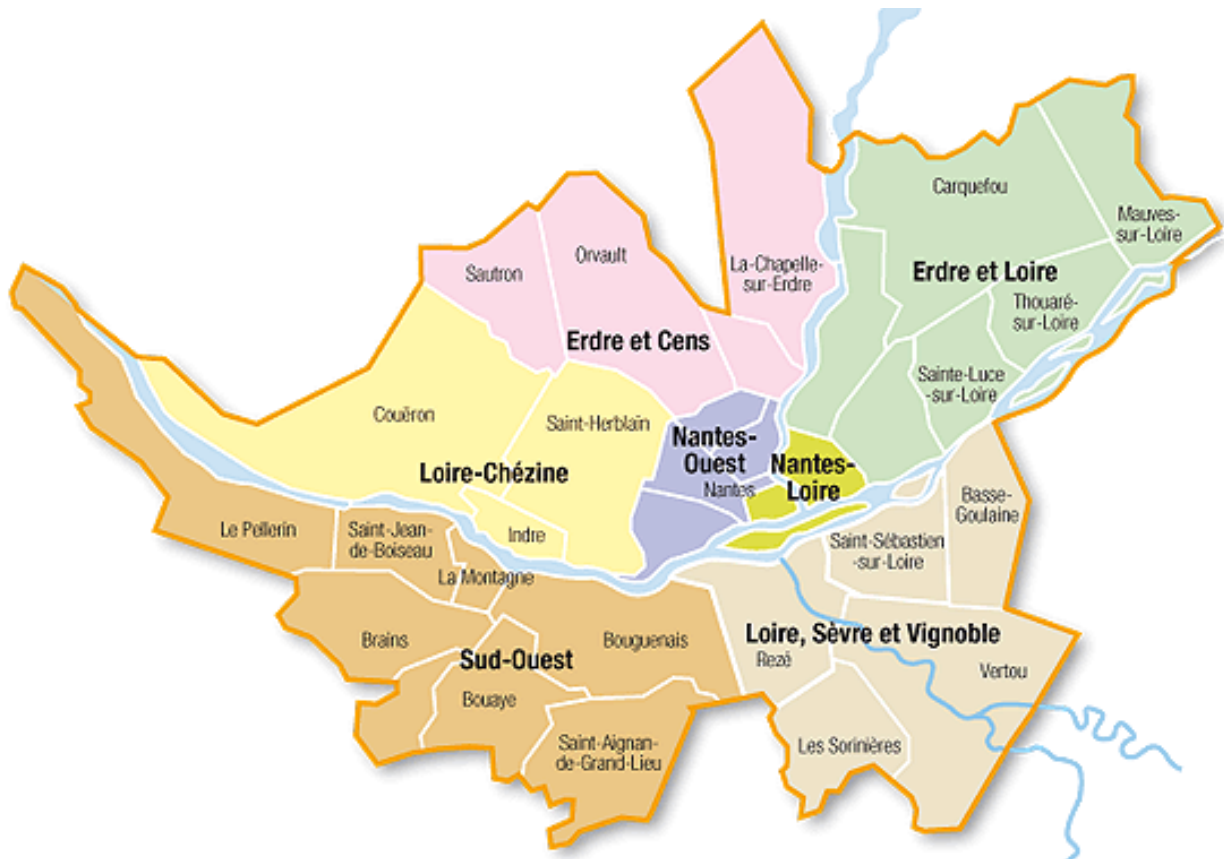 Carquefou
Mauves-
sur-Loire
Orvault
La-Chapelle-
sur-Erdre
Sautron
Erdre et Loire
Thouaré-
sur-Loire
Erdre et Cens
Sainte-Luce
-sur-Loire
Couëron
Saint-Herblain
Nantes-
Ouest
Nantes
Nantes-
Loire
Loire-Chézine
Basse-
Goulaine
Le Pellerin
Saint-Jean-
de-Boiseau
Indre
Saint-Sébastien
-sur-Loire
La Montagne
Brains
Bouguenais
Loire, Sèvre et Vignoble
Rezé
Sud-Ouest
Vertou
Bouaye
Saint-Aignan-
de-Grand-Lieu
Les Sorinières